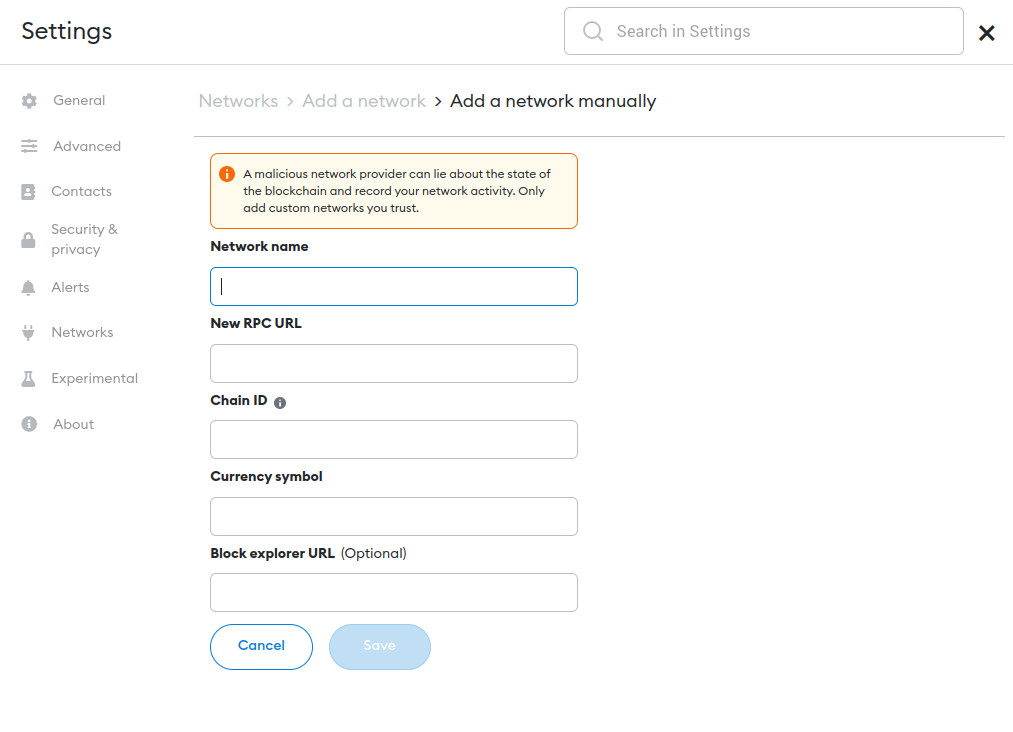 Settings
Search in Settings
General
Advanced
Contacts
Security &
privacy
Alerts
Networks
Experimental
About
Networks > Add a network > Add a network manually
A malicious network provider can lie about the state of
the blockchain and record your network activity. Only
add custom networks you trust.
Network name
New RPC URL
Chain ID
Currency symbol
Block explorer URL (Optional)
Cancel
Save